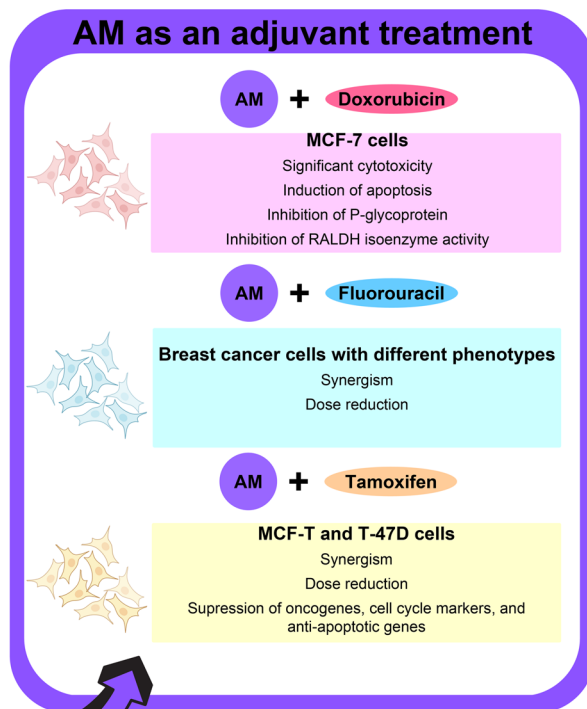 AM as an adjuvant treatment
AM + Doxorubicin
MCF-7 cells
Significant cytotoxicity
Induction of apoptosis
Inhibition of P-glycoprotein
Inhibition of RALDH isoenzyme activity
AM + Fluorouracil
Breast cancer cells with different phenotypes
Synergism
Dose reduction
AM + Tamoxifen
MCF-T and T-47D cells
Synergism
Dose reduction
Supression of oncogenes, cell cycle markers, and
anti-apoptotic genes